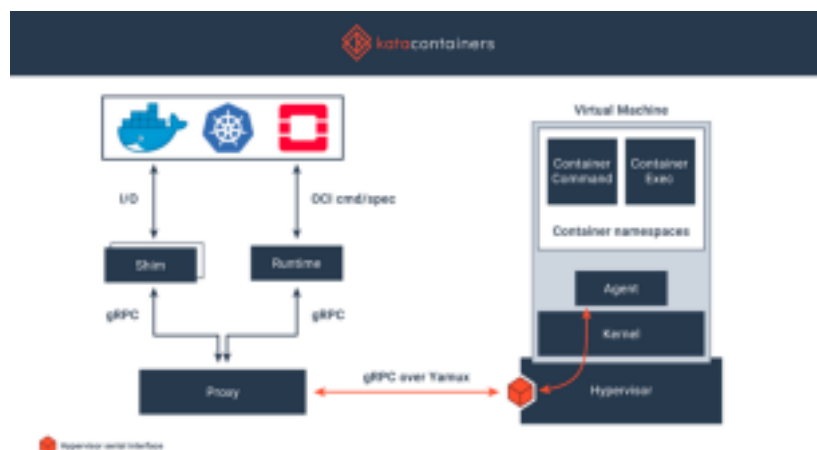 katacontainers
Virtual Machine
Container
Command
Container
Exec
I/O
OCI cmd/spec
Container namespaces
Shim
Runtime
Agent
gRPC
gRPC
Kernel
gRPC over Yamux
Proxy
Hypervisor
Hypervisor serial interface